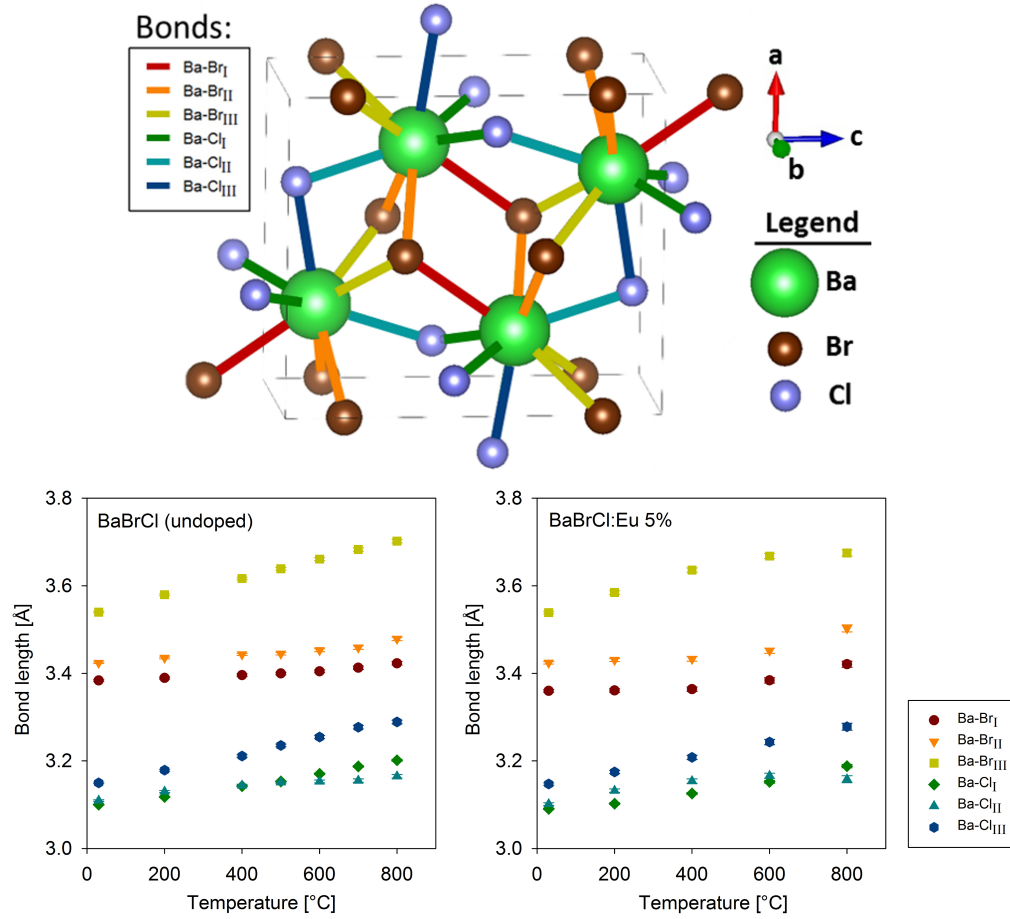 Bonds:
Ba-BrI
Ba-BrII
Ba-BrIII
Ba-ClI
Ba-ClII
Ba-ClIII
a
c
b
Legend
Ba
Br
Cl
BaBrCl (undoped)
3.8
3.6
3.4
3.2
3.0
Bond length [Å]
0 200 400 600 800
Temperature [°C]
BaBrCl:Eu 5%
3.8
3.6
3.4
3.2
3.0
Bond length [Å]
0 200 400 600 800
Temperature [°C]
Ba-BrI
Ba-BrII
Ba-BrIII
Ba-ClI
Ba-ClII
Ba-ClIII